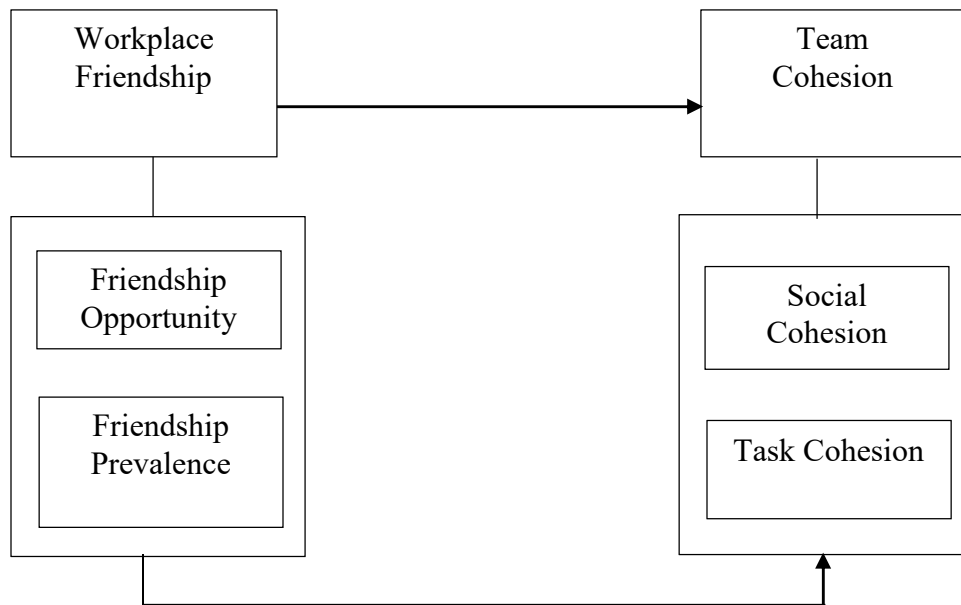 Workplace
Friendship
Team
Cohesion
Friendship
Opportunity
Friendship
Prevalence
Social
Cohesion
Task Cohesion